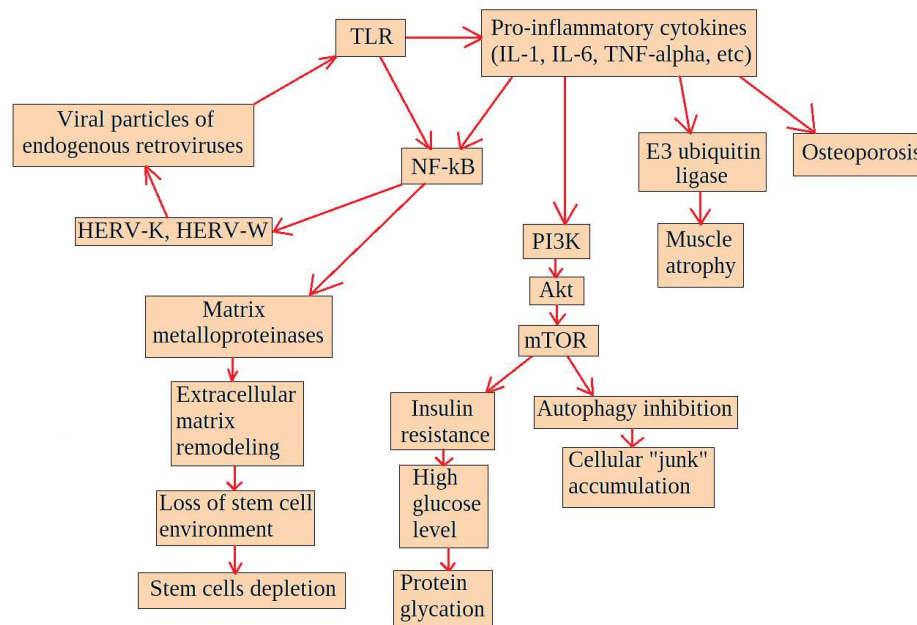 TLR
Pro-inflammatory cytokines
(IL-1, IL-6, TNF-alpha, etc)
Viral particles of
endogenous retroviruses
NF-kB
E3 ubiquitin
ligase
Osteoporosis
HERV-K, HERV-W
PI3K
Muscle
atrophy
Akt
Matrix
metalloproteinases
mTOR
Extracellular
matrix
remodeling
Insulin
resistance
Autophagy inhibition
Cellular "junk"
accumulation
High
glucose
level
Loss of stem cell
environment
Stem cells depletion
Protein
glycation